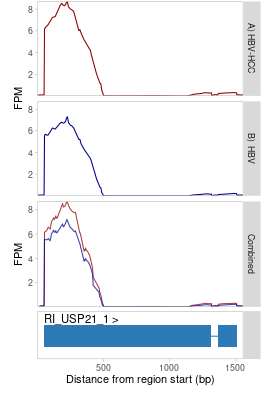 8
6
4
2
FPM
A) HBV-HCC
8
6
4
2
B) HBV
8
6
4
2
FPM
Combined
RI_USP21_1 >
500
1000
1500
Distance from region start (bp)